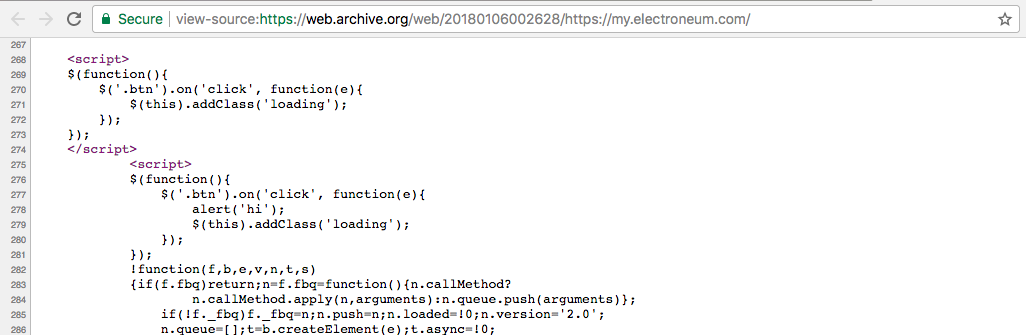 Secure | view-source:https://web.archive.org/web/20180106002628/https://my.electroneum.com/
267
268 <script>
269 $(function(){
270 $('.btn').on('click', function(e){
271 $(this).addClass('loading');
272 });
273 });
274 </script>
275 <script>
276 $(function(){
277 $('.btn').on('click', function(e){
278 alert('hi');
279 $(this).addClass('loading');
280 });
281 });
282 !function(f,b,e,v,n,t,s)
283 {if(f.fbq)return;n=f.fbq=function(){n.callMethod?
284 n.callMethod.apply(n,arguments):n.queue.push(arguments)};
285 if(!f._fbq)f._fbq=n;n.push=n;n.loaded=!0;n.version='2.0';
286 n.queue=[];t=b.createElement(e);t.async=!0;